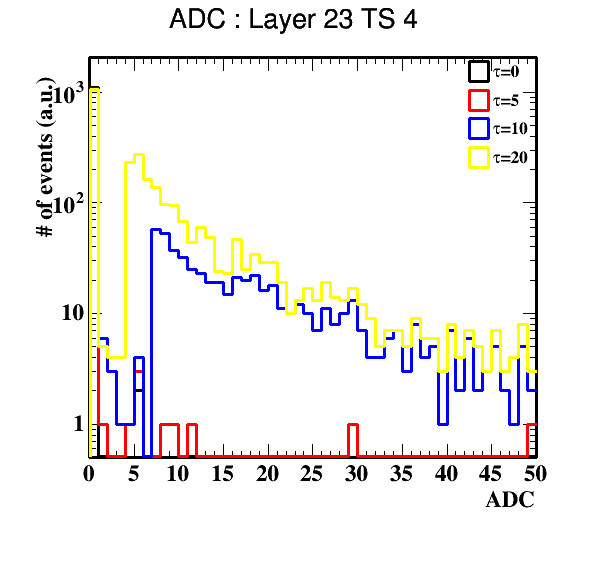 ADC : Layer 23 TS 4
# of events (a.u.)
10³
10²
10
1
τ=0
τ=5
τ=10
τ=20
0 5 10 15 20 25 30 35 40 45 50
ADC